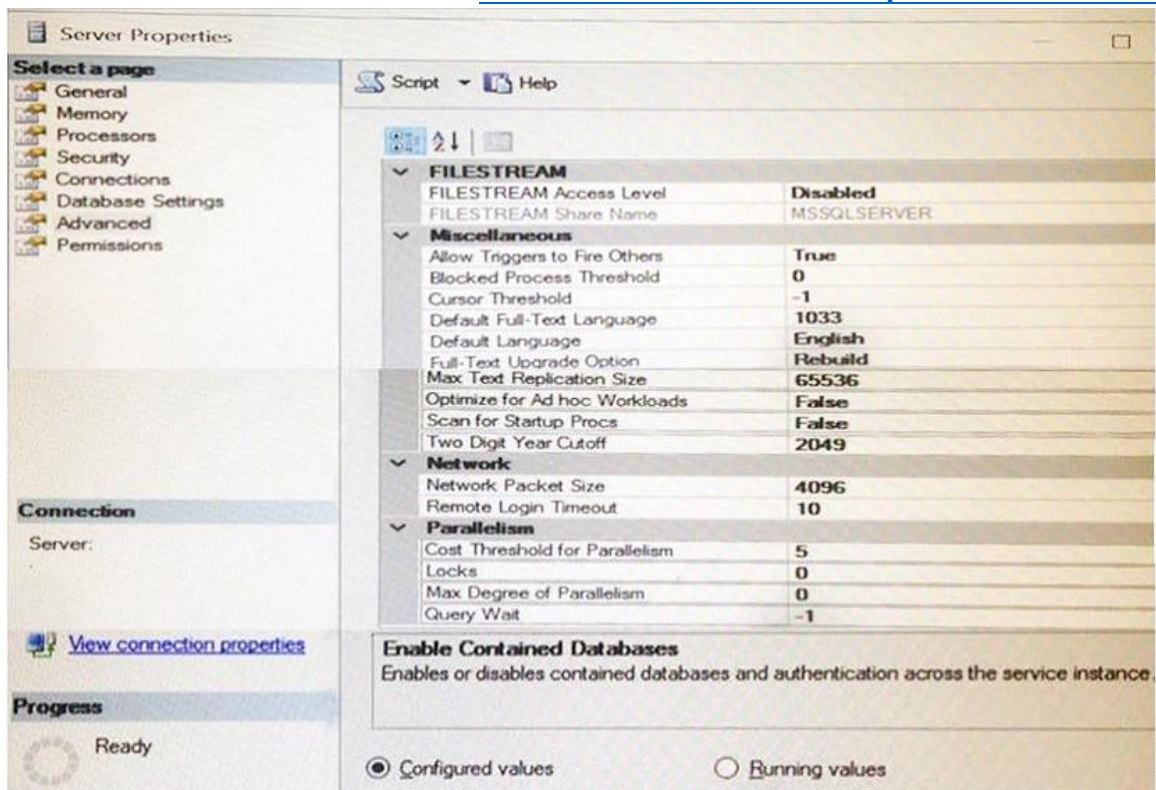 Server Properties
Select a page
General
Memory
Processors
Security
Connections
Database Settings
Advanced
Permissions
Connection
Server:
View connection properties
Progress
Ready
Script Help
FILESTREAM
FILESTREAM Access Level Disabled
FILESTREAM Share Name MSSQLSERVER
Miscellaneous
Allow Triggers to Fire Others True
Blocked Process Threshold 0
Cursor Threshold -1
Default Full-Text Language 1033
Default Language English
Full-Text Upgrade Option Rebuild
Max Text Replication Size 65536
Optimize for Ad hoc Workloads False
Scan for Startup Procs False
Two Digit Year Cutoff 2049
Network
Network Packet Size 4096
Remote Login Timeout 10
Parallelism
Cost Threshold for Parallelism 5
Locks 0
Max Degree of Parallelism 0
Query Wait -1
Enable Contained Databases
Enables or disables contained databases and authentication across the service instance.
Configured values Running values